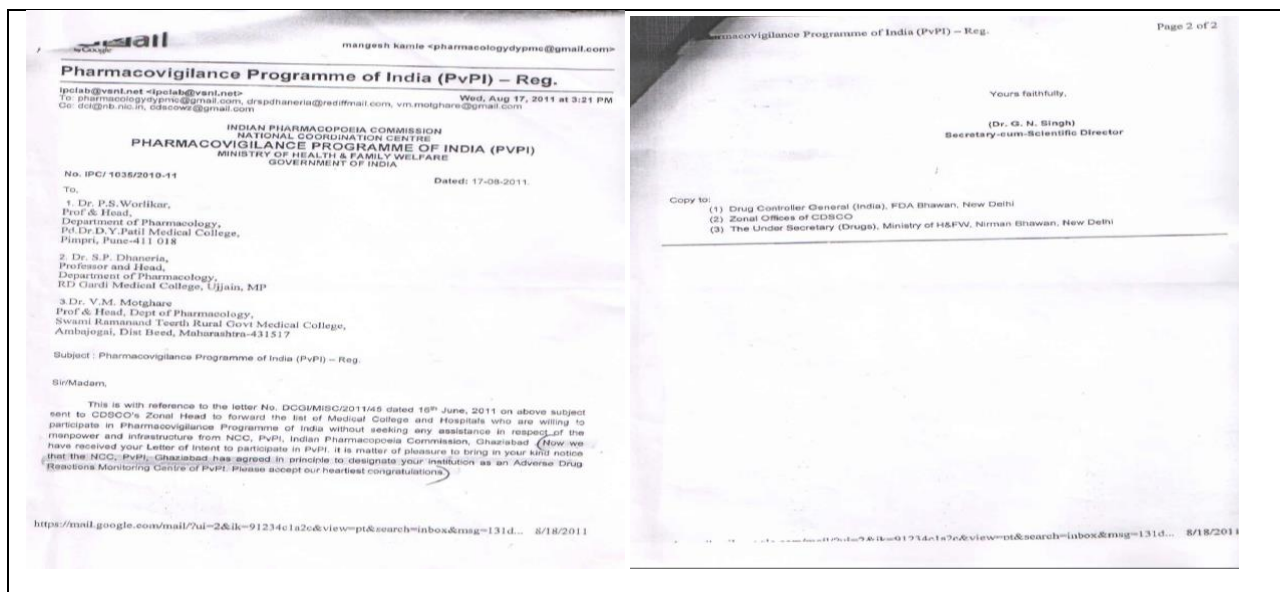 by Google
mangesh kamle <pharmacologydypmc@gmail.com>
Pharmacovigilance Programme of India (PvPI) – Reg.
ipclab@vsnl.net <ipclab@vsnl.net>
Wed, Aug 17, 2011 at 3:21 PM
To: pharmacologydypmc@gmail.com, drspdhaneria@rediffmail.com, vm.motghare@gmail.com
Cc: dci@nb.nic.in, cdscowz@gmail.com
INDIAN PHARMACOPOEIA COMMISSION
NATIONAL COORDINATION CENTRE
PHARMACOVIGILANCE PROGRAMME OF INDIA (PVPI)
MINISTRY OF HEALTH & FAMILY WELFARE
GOVERNMENT OF INDIA
No. IPC/ 1035/2010-11
Dated: 17-08-2011.
To,
1. Dr. P.S.Worlikar,
Prof & Head,
Department of Pharmacology,
Pd.Dr.D.Y.Patil Medical College,
Pimpri, Pune-411 018
2. Dr. S.P. Dhaneria,
Professor and Head,
Department of Pharmacology,
RD Gardi Medical College, Ujjain, MP
3.Dr. V.M. Motghare
Prof & Head, Dept of Pharmacology,
Swami Ramanand Teerth Rural Govt Medical College,
Ambajogai, Dist Beed, Maharashtra-431517
Subject : Pharmacovigilance Programme of India (PvPI) – Reg.
Sir/Madam,
This is with reference to the letter No. DCGI/MISC/2011/45 dated 16th June, 2011 on above subject
sent to CDSCO's Zonal Head to forward the list of Medical College and Hospitals who are willing to
participate in Pharmacovigilance Programme of India without seeking any assistance in respect of the
manpower and infrastructure from NCC, PvPI, Indian Pharmacopoeia Commission, Ghaziabad. Now we
have received your Letter of Intent to participate in PvPI. it is matter of pleasure to bring in your kind notice
that the NCC, PvPI, Ghaziabad has agreed in principle to designate your institution as an Adverse Drug
Reactions Monitoring Centre of PvPI. Please accept our heartiest congratulations.
https://mail.google.com/mail/?ui=2&ik=91234c1a2c&view=pt&search=inbox&msg=131d... 8/18/2011
Programme of India (PvPI) – Reg.
Page 2 of 2
Yours faithfully,
(Dr. G. N. Singh)
Secretary-cum-Scientific Director
Copy to:
(1) Drug Controller General (India), FDA Bhawan, New Delhi
(2) Zonal Offices of CDSCO
(3) The Under Secretary (Drugs), Ministry of H&FW, Nirman Bhawan, New Delhi
&view=pt&search=inbox&msg=131d... 8/18/2011